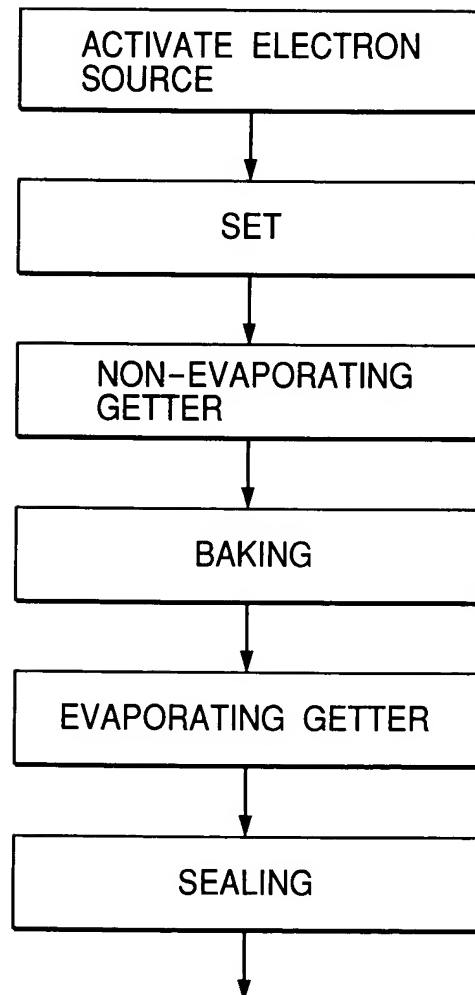 ACTIVATE ELECTRON
SOURCE
SET
NON-EVAPORATING
GETTER
BAKING
EVAPORATING GETTER
SEALING